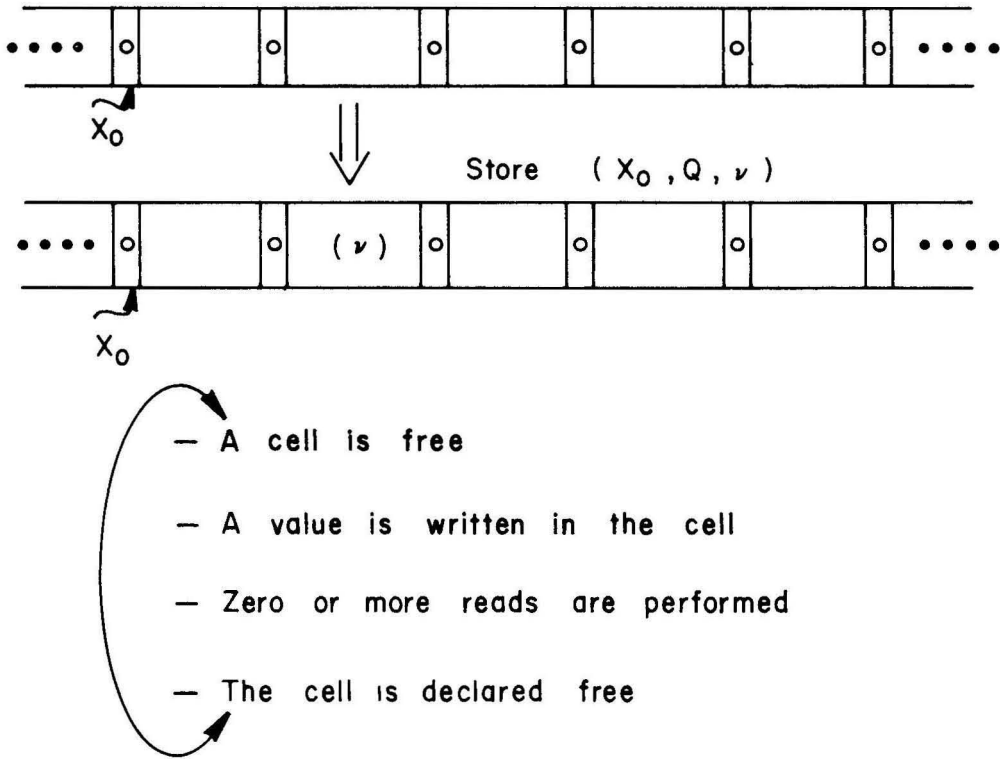 •••• o o o o o o ••••
X₀
Store ( X₀ , Q , ν )
•••• o o (ν) o o o o ••••
X₀
— A cell is free
— A value is written in the cell
— Zero or more reads are performed
— The cell is declared free